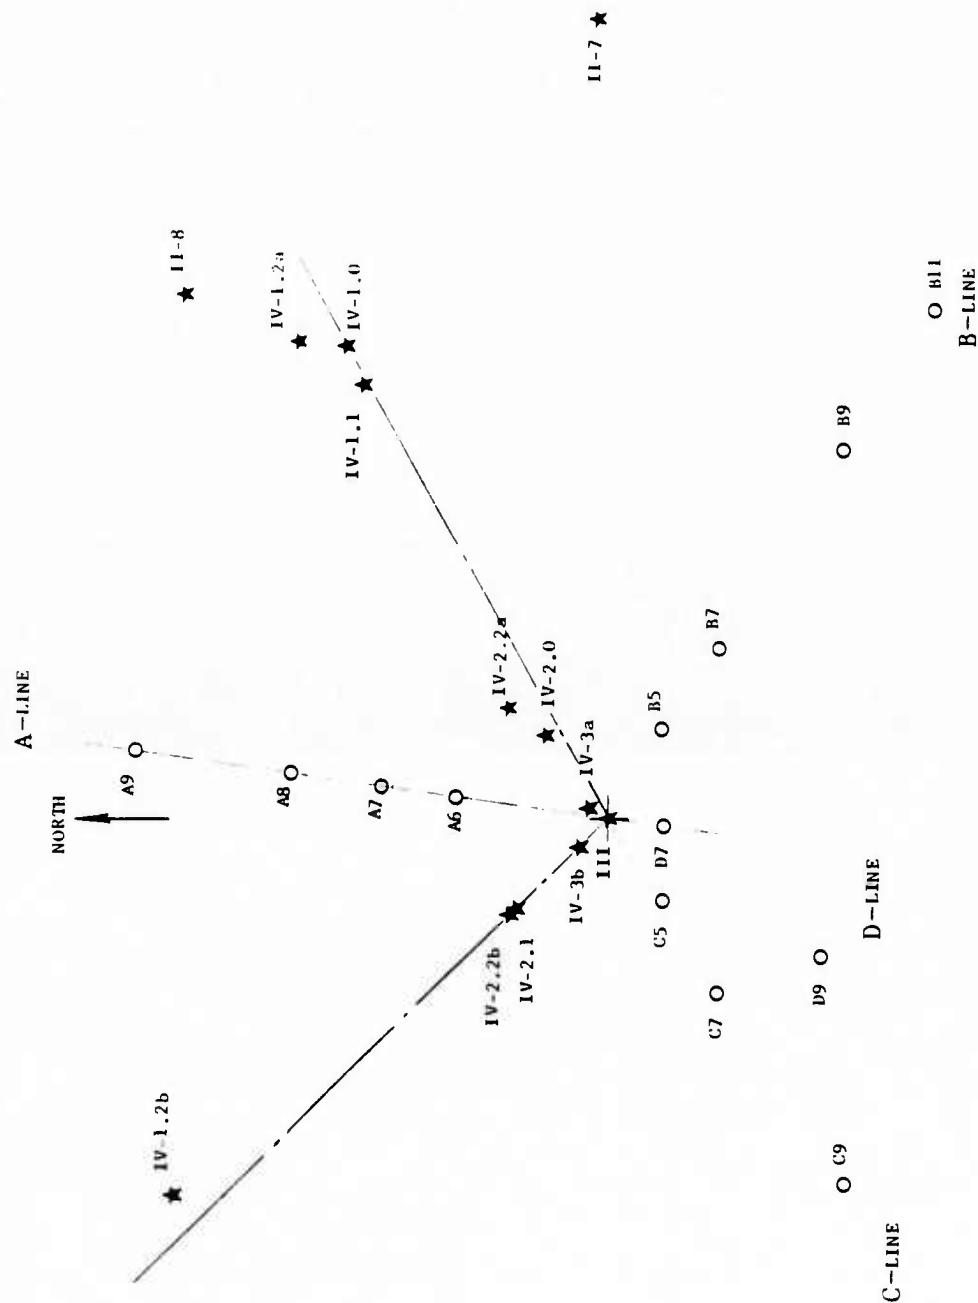 A-LINE
NORTH
A9
A8
A7
A6
II-7
II-8
IV-1.2a
IV-1.0
IV-1.1
IV-2.2a
IV-2.0
IV-3a
III
IV-3b
IV-2.2b
IV-2.1
IV-1.2b
B5
B7
B9
B11
B-LINE
D7
D9
D-LINE
C5
C7
C9
C-LINE